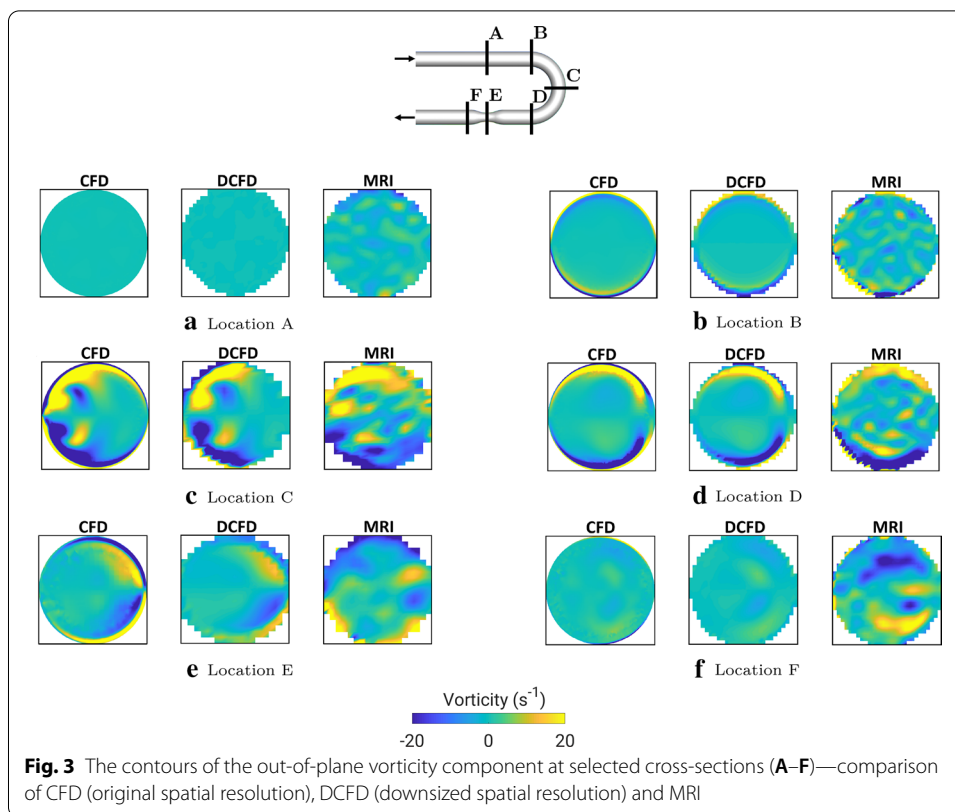 A B
C
F E D
CFD DCFD MRI CFD DCFD MRI
a Location A b Location B
CFD DCFD MRI CFD DCFD MRI
c Location C d Location D
CFD DCFD MRI CFD DCFD MRI
e Location E f Location F
Vorticity (s⁻¹)
-20 0 20
Fig. 3 The contours of the out-of-plane vorticity component at selected cross-sections (A–F)—comparison
of CFD (original spatial resolution), DCFD (downsized spatial resolution) and MRI